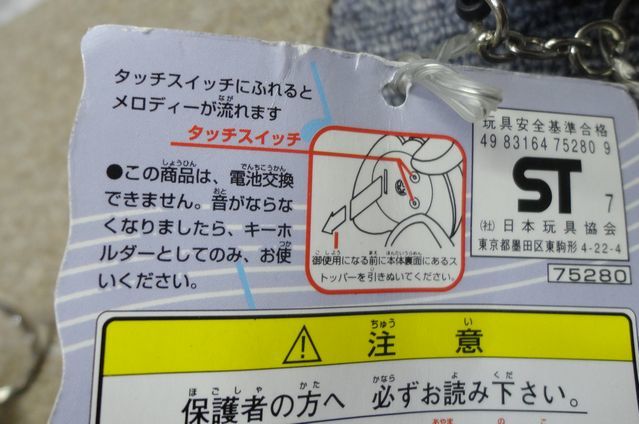 タッチスイッチにふれると
メロディーが流れます
タッチスイッチ
●この商品は、電池交換
できません。音がならな
くなりましたら、キーホ
ルダーとしてのみ、お使
いください。
御使用になる前に本体裏面にあるス
トッパーを引きぬいてください。
玩具安全基準合格
49 83164 75280 9
ST 7
(社)日本玩具協会
東京都墨田区東駒形4-22-4
75280
注意
保護者の方へ 必ずお読み下さい。